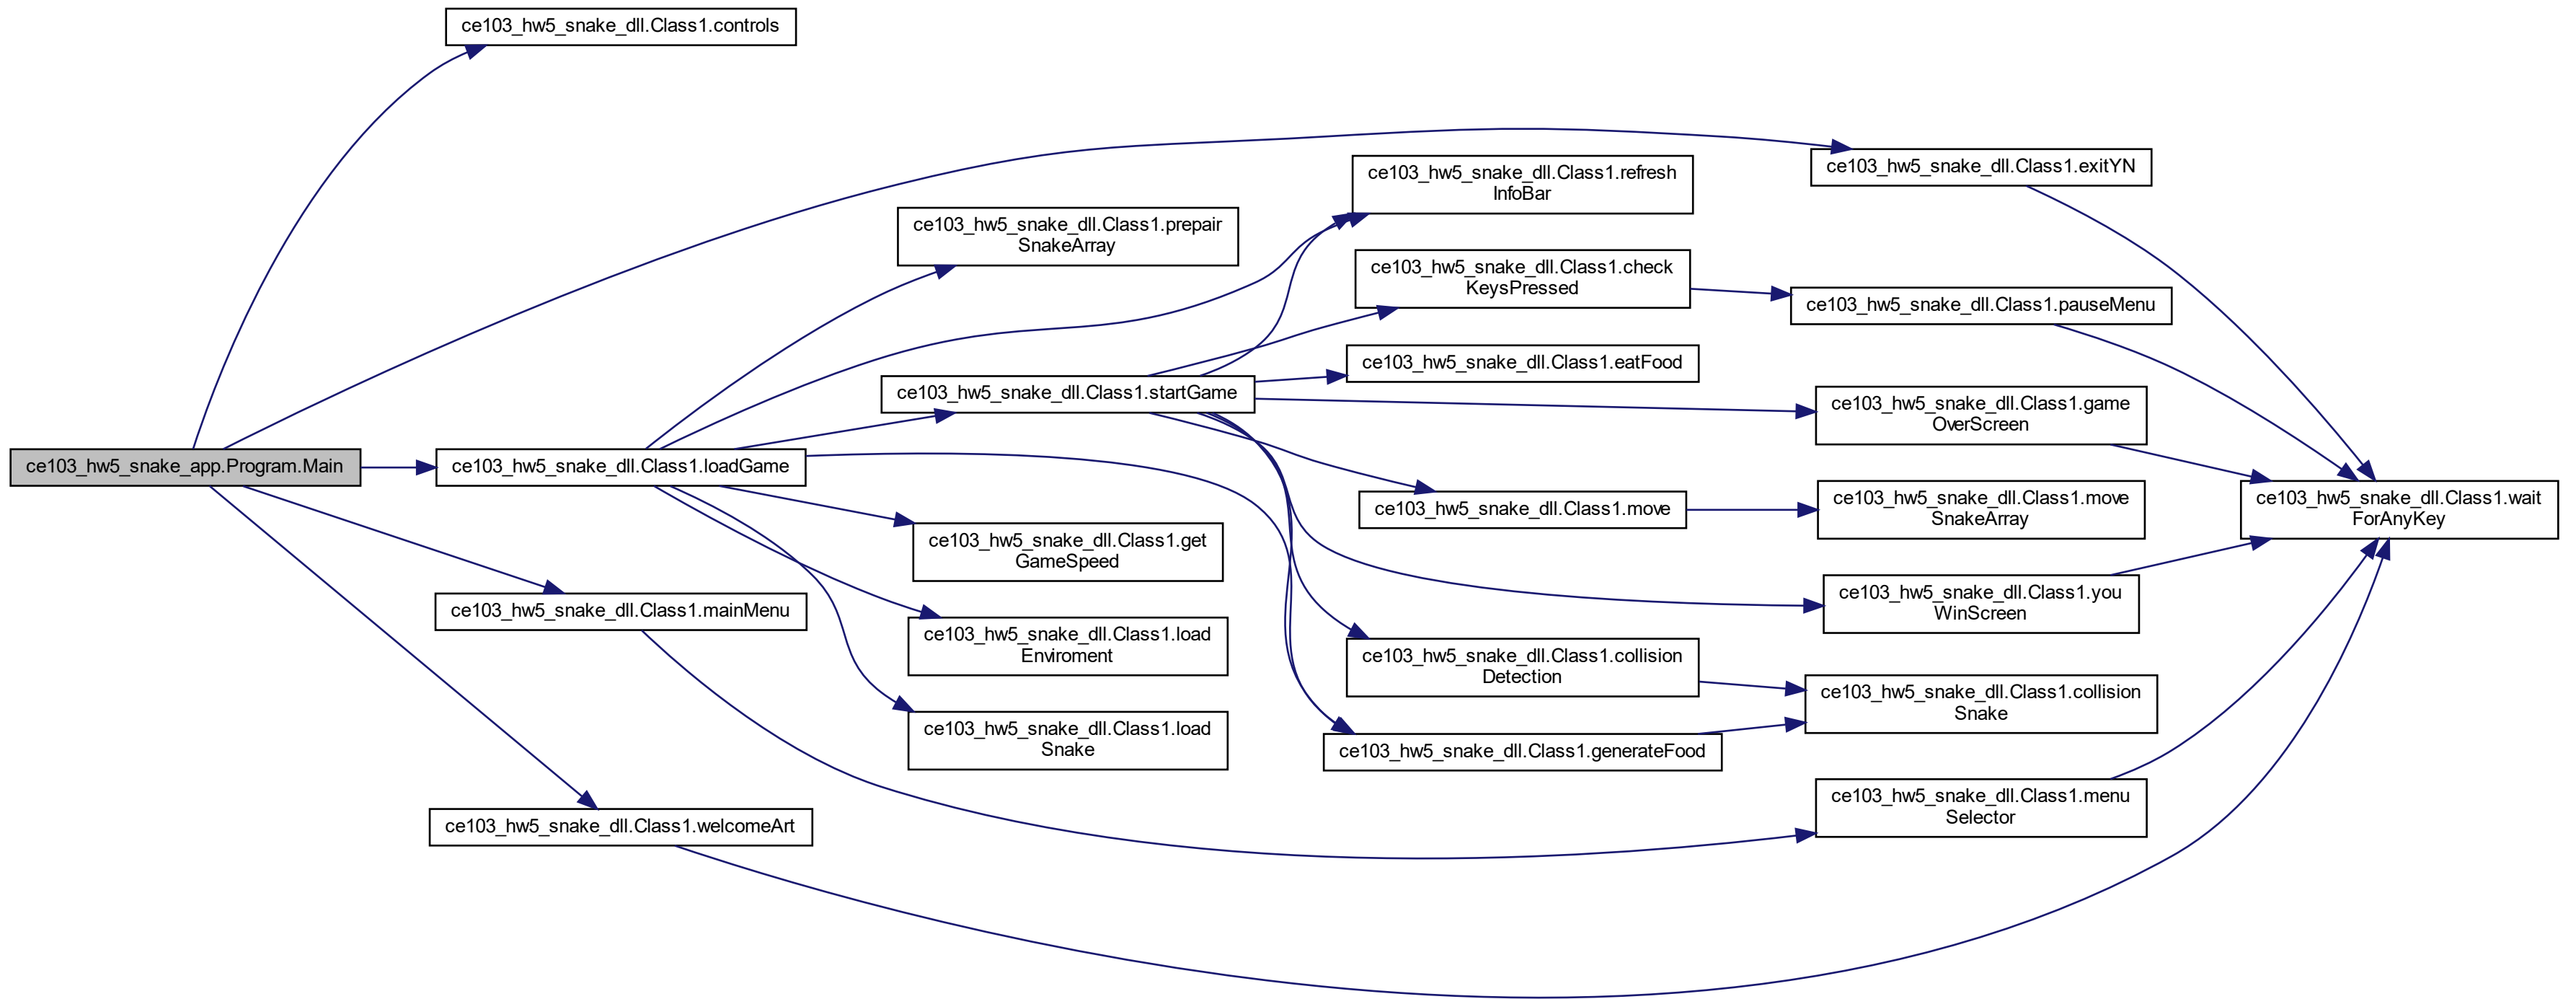 ce103_hw5_snake_app.Program.Main
ce103_hw5_snake_dll.Class1.controls
ce103_hw5_snake_dll.Class1.loadGame
ce103_hw5_snake_dll.Class1.mainMenu
ce103_hw5_snake_dll.Class1.welcomeArt
ce103_hw5_snake_dll.Class1.prepair
SnakeArray
ce103_hw5_snake_dll.Class1.startGame
ce103_hw5_snake_dll.Class1.get
GameSpeed
ce103_hw5_snake_dll.Class1.load
Enviroment
ce103_hw5_snake_dll.Class1.load
Snake
ce103_hw5_snake_dll.Class1.refresh
InfoBar
ce103_hw5_snake_dll.Class1.check
KeysPressed
ce103_hw5_snake_dll.Class1.eatFood
ce103_hw5_snake_dll.Class1.move
ce103_hw5_snake_dll.Class1.collision
Detection
ce103_hw5_snake_dll.Class1.generateFood
ce103_hw5_snake_dll.Class1.exitYN
ce103_hw5_snake_dll.Class1.pauseMenu
ce103_hw5_snake_dll.Class1.game
OverScreen
ce103_hw5_snake_dll.Class1.move
SnakeArray
ce103_hw5_snake_dll.Class1.you
WinScreen
ce103_hw5_snake_dll.Class1.collision
Snake
ce103_hw5_snake_dll.Class1.menu
Selector
ce103_hw5_snake_dll.Class1.wait
ForAnyKey